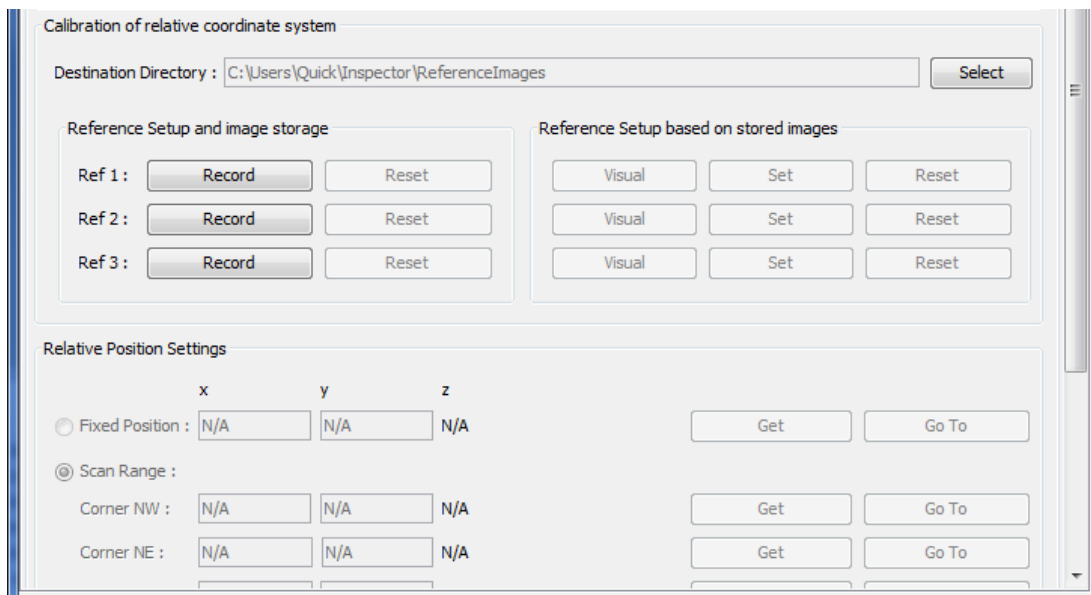 Calibration of relative coordinate system
Destination Directory : C:\Users\Quick\Inspector\ReferenceImages Select
Reference Setup and image storage
Ref 1 : Record Reset
Ref 2 : Record Reset
Ref 3 : Record Reset
Reference Setup based on stored images
Visual Set Reset
Visual Set Reset
Visual Set Reset
Relative Position Settings
x y z
Fixed Position : N/A N/A N/A Get Go To
Scan Range :
Corner NW : N/A N/A N/A Get Go To
Corner NE : N/A N/A N/A Get Go To